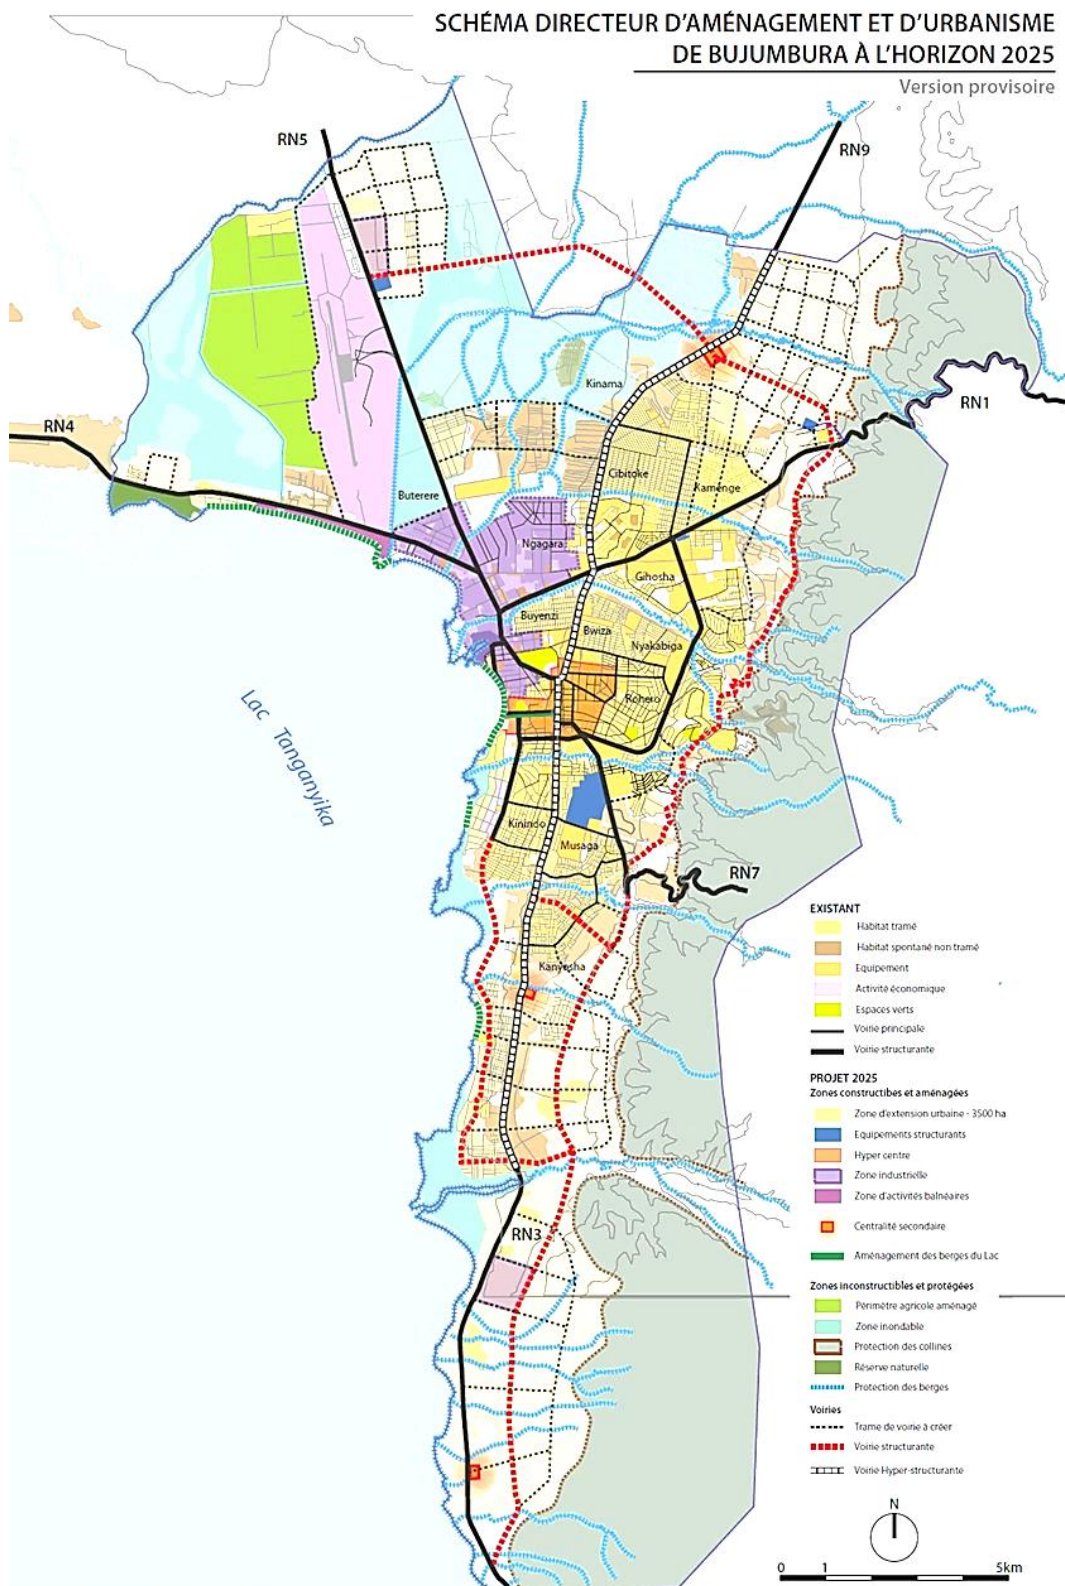 SCHÉMA DIRECTEUR D'AMÉNAGEMENT ET D'URBANISME
DE BUJUMBURA À L'HORIZON 2025
Version provisoire
RN5
RN9
RN1
Kinama
RN4
Cibitoke
Kamenge
Buterere
Ngagara
Gihosha
Buyenzi
Bwiza
Nyakabiga
Rohero
Lac Tanganyika
Kinindo
Musaga
RN7
Kanyosha
RN3
EXISTANT
Habitat tramé
Habitat spontané non tramé
Equipement
Activité économique
Espaces verts
Voirie principale
Voirie structurante
PROJET 2025
Zones constructibes et aménagées
Zone d'extension urbaine - 3500 ha
Equipements structurants
Hyper centre
Zone industrielle
Zone d'activités balnéaires
Centralité secondaire
Aménagement des berges du Lac
Zones inconstructibles et protégées
Périmètre agricole aménagé
Zone inondable
Protection des collines
Réserve naturelle
Protection des berges
Voiries
Trame de voirie à créer
Voirie structurante
Voirie Hyper-structurante
N
0 1 5km